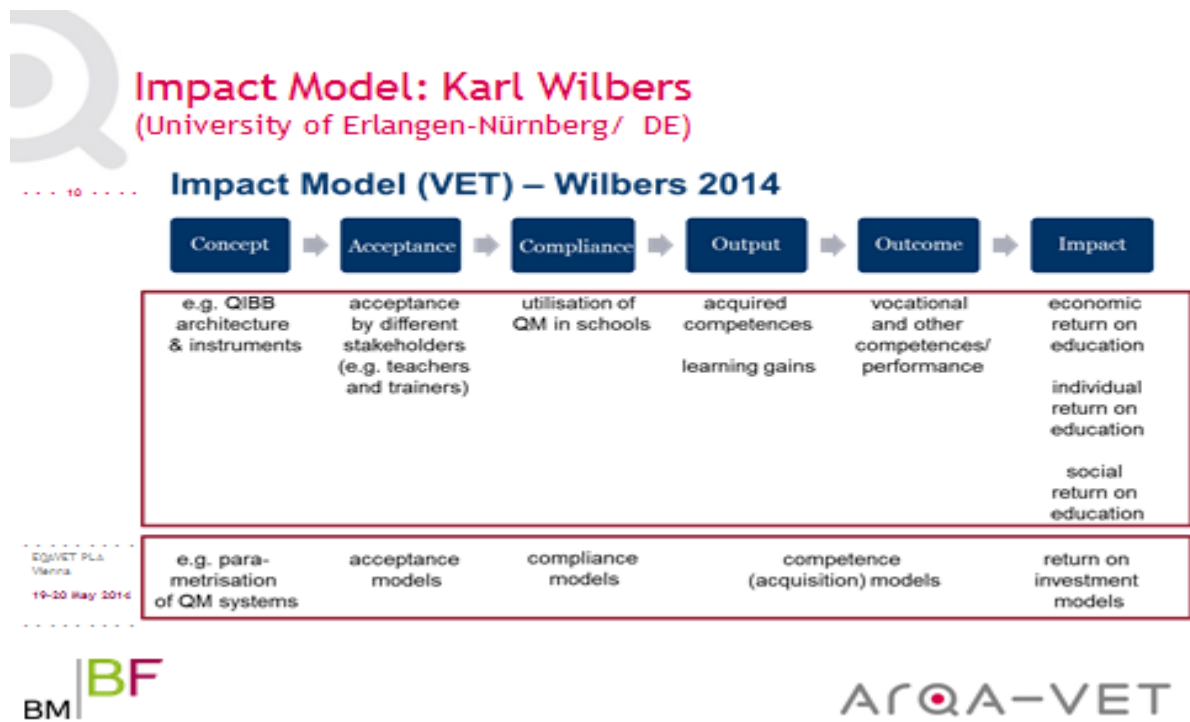 Impact Model: Karl Wilbers
(University of Erlangen-Nürnberg/ DE)
10
Impact Model (VET) – Wilbers 2014
Concept
Acceptance
Compliance
Output
Outcome
Impact
e.g. QIBB
architecture
& instruments
acceptance
by different
stakeholders
(e.g. teachers
and trainers)
utilisation of
QM in schools
acquired
competences
learning gains
vocational
and other
competences/
performance
economic
return on
education
individual
return on
education
social
return on
education
EQAVET PLA
Vienna
19-20 May 2014
e.g. para-
metrisation
of QM systems
acceptance
models
compliance
models
competence
(acquisition) models
return on
investment
models
BM BF
ArQA-VET